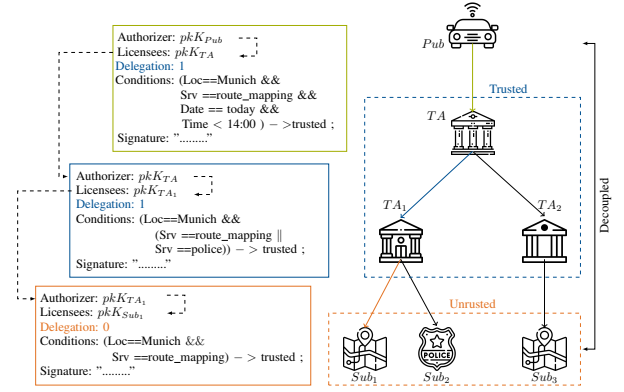 Authorizer: pkK_Pub
Licensees: pkK_TA
Delegation: 1
Conditions: (Loc==Munich &&
Srv ==route_mapping &&
Date == today &&
Time < 14:00 ) − >trusted ;
Signature: ”.........”
Authorizer: pkK_TA
Licensees: pkK_TA₁
Delegation: 1
Conditions: (Loc==Munich &&
(Srv ==route_mapping ||
Srv ==police)) − > trusted ;
Signature: ”.........”
Authorizer: pkK_TA₁
Licensees: pkK_Sub₁
Delegation: 0
Conditions: (Loc==Munich &&
Srv==route_mapping) − > trusted ;
Signature: ”.........”
Pub
Trusted
TA
TA₁
TA₂
Decoupled
Unrusted
POLICE
Sub₁
Sub₂
Sub₃